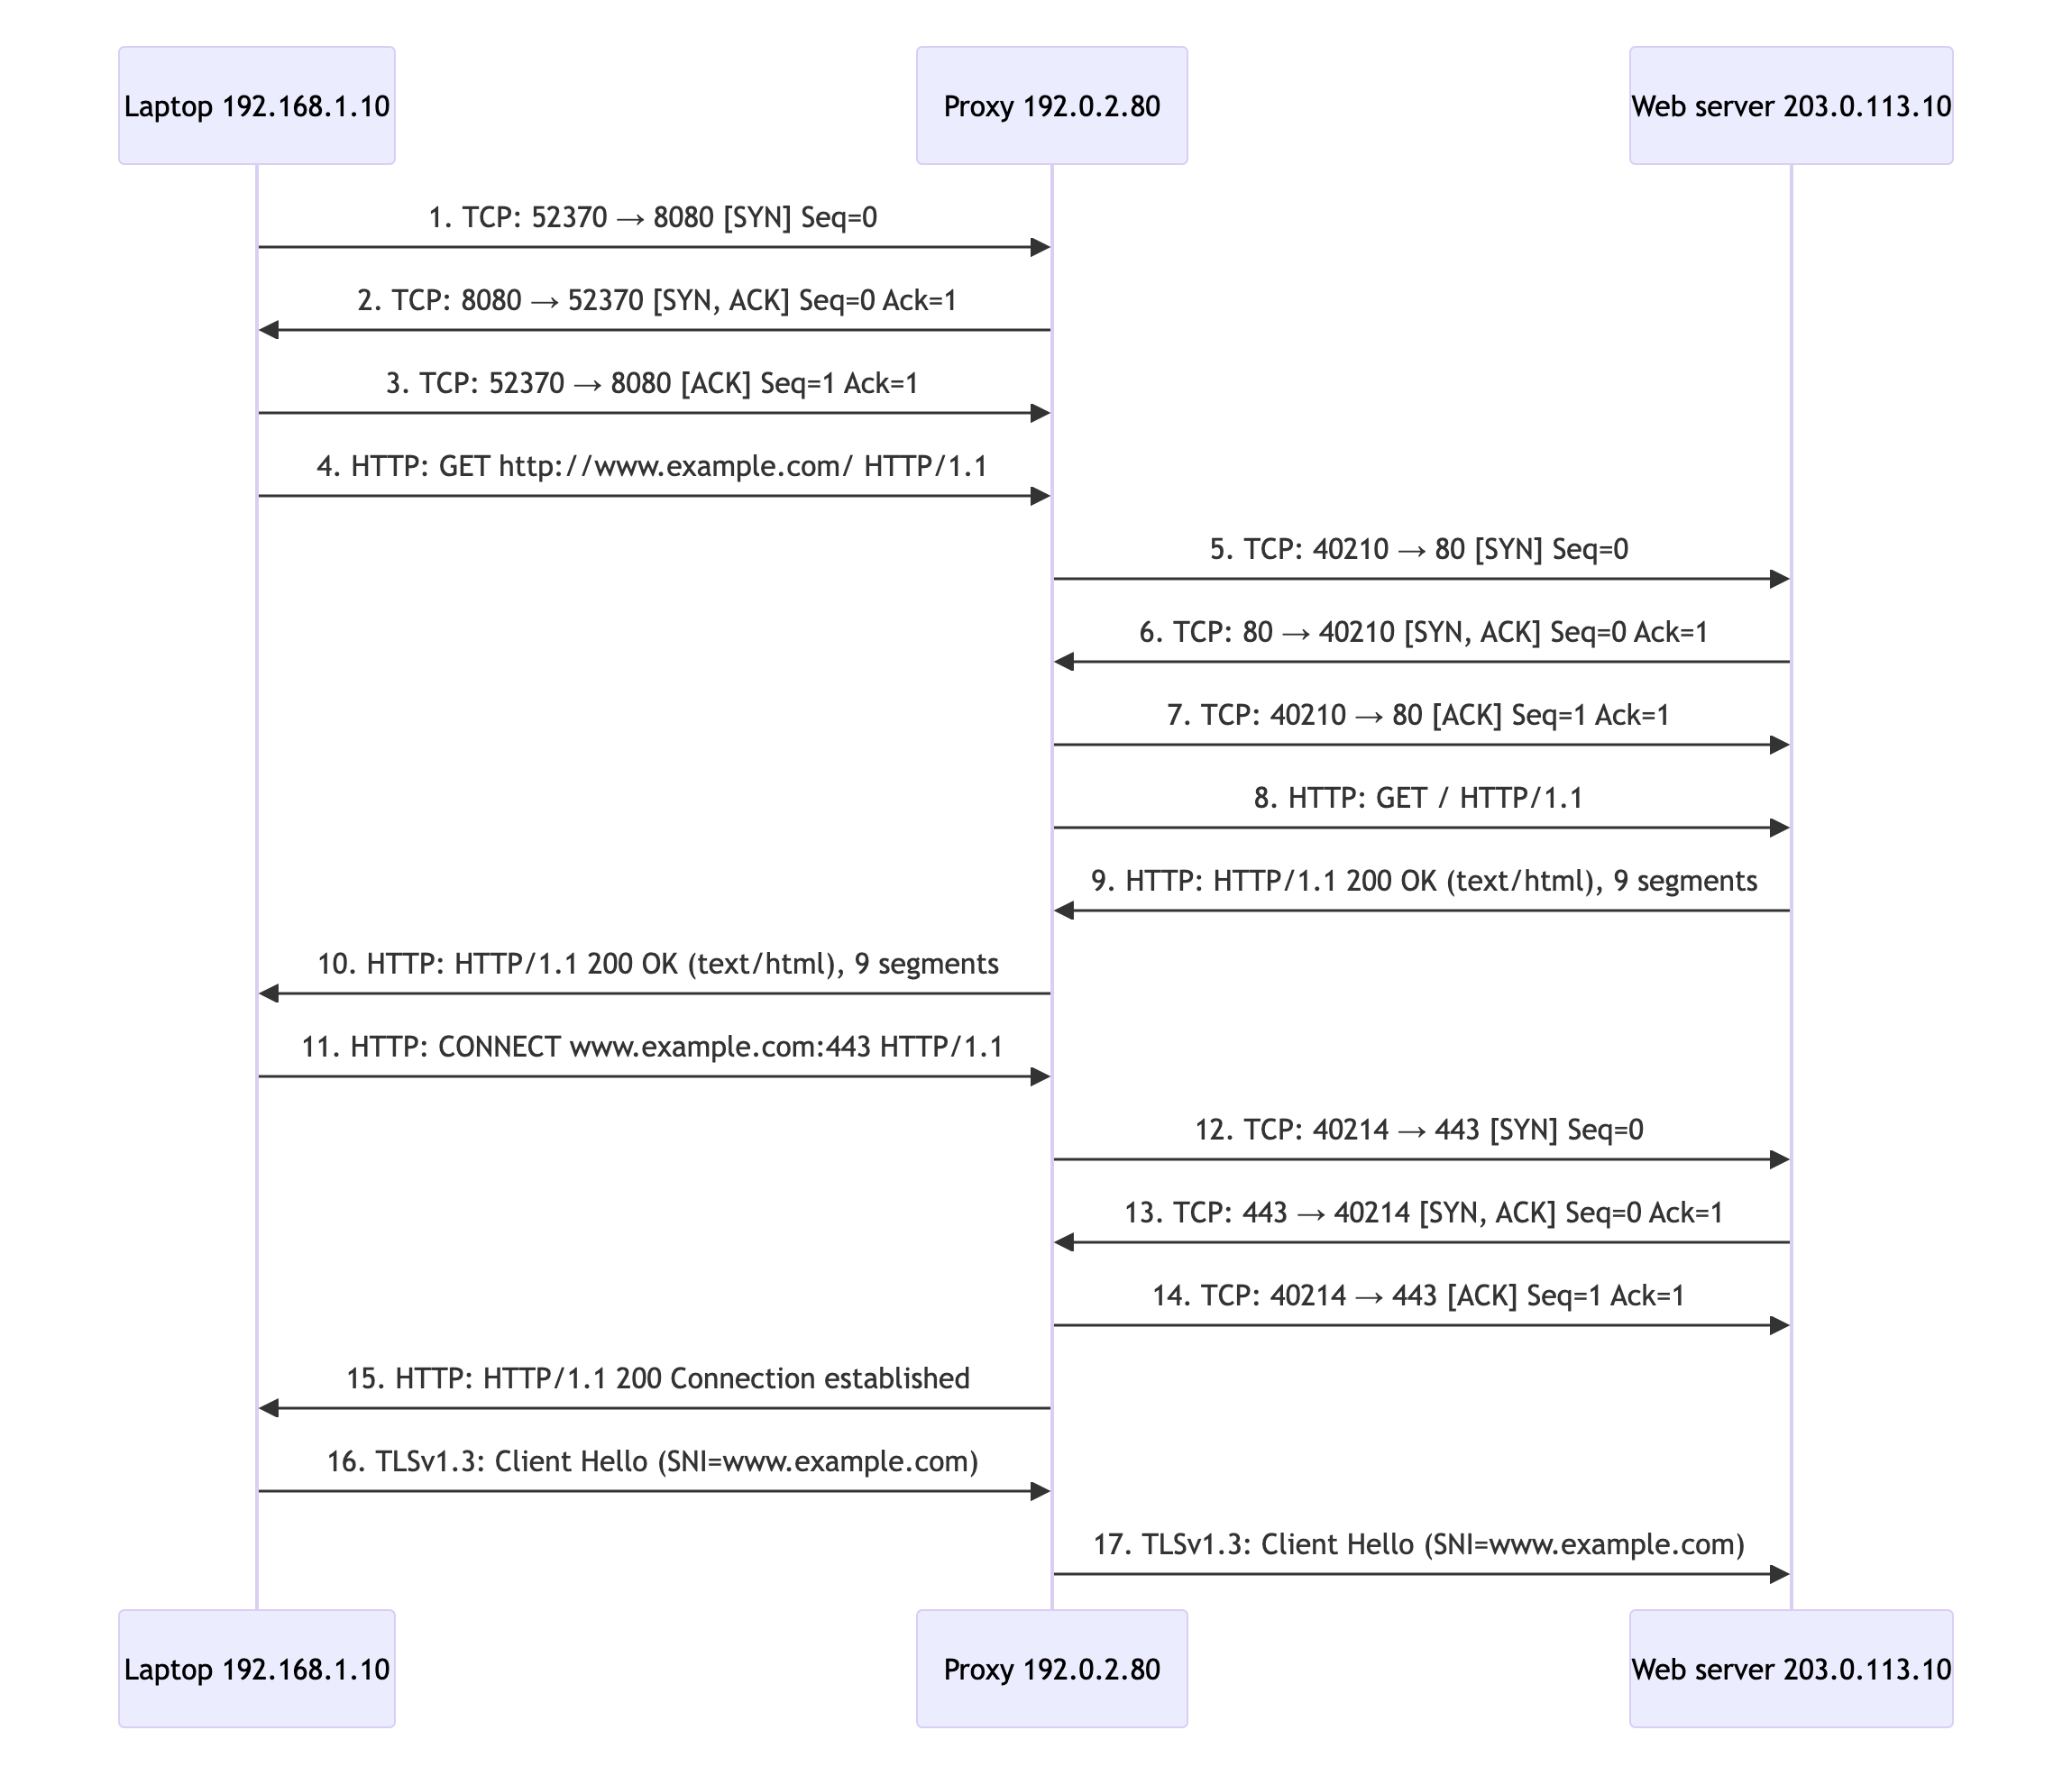 Laptop 192.168.1.10
Proxy 192.0.2.80
Web server 203.0.113.10
1. TCP: 52370 → 8080 [SYN] Seq=0
2. TCP: 8080 → 52370 [SYN, ACK] Seq=0 Ack=1
3. TCP: 52370 → 8080 [ACK] Seq=1 Ack=1
4. HTTP: GET http://www.example.com/ HTTP/1.1
5. TCP: 40210 → 80 [SYN] Seq=0
6. TCP: 80 → 40210 [SYN, ACK] Seq=0 Ack=1
7. TCP: 40210 → 80 [ACK] Seq=1 Ack=1
8. HTTP: GET / HTTP/1.1
9. HTTP: HTTP/1.1 200 OK (text/html), 9 segments
10. HTTP: HTTP/1.1 200 OK (text/html), 9 segments
11. HTTP: CONNECT www.example.com:443 HTTP/1.1
12. TCP: 40214 → 443 [SYN] Seq=0
13. TCP: 443 → 40214 [SYN, ACK] Seq=0 Ack=1
14. TCP: 40214 → 443 [ACK] Seq=1 Ack=1
15. HTTP: HTTP/1.1 200 Connection established
16. TLSv1.3: Client Hello (SNI=www.example.com)
17. TLSv1.3: Client Hello (SNI=www.example.com)
Laptop 192.168.1.10
Proxy 192.0.2.80
Web server 203.0.113.10